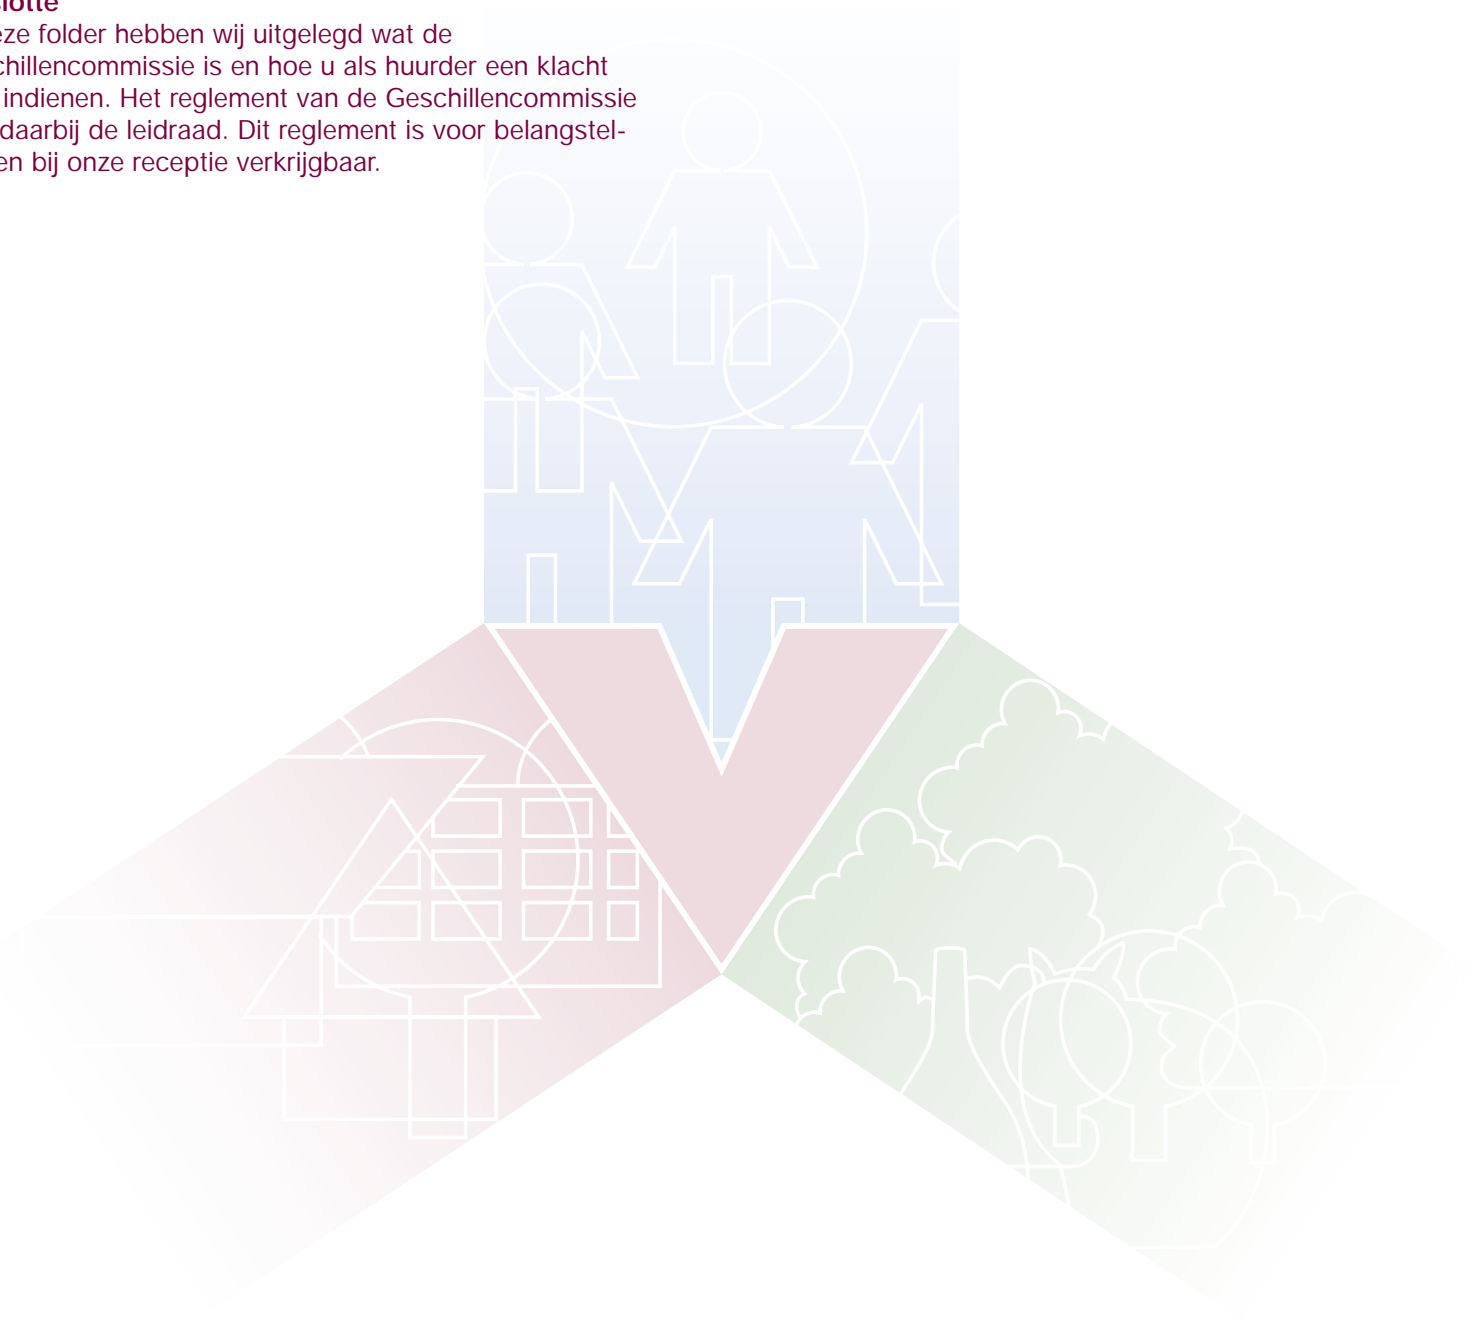 slotte
eze folder hebben wij uitgelegd wat de
chillencommissie is en hoe u als huurder een klacht
indienen. Het reglement van de Geschillencommissie
daarbij de leidraad. Dit reglement is voor belangstel-
en bij onze receptie verkrijgbaar.